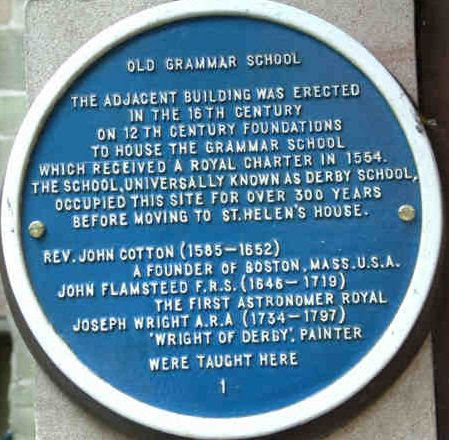 OLD GRAMMAR SCHOOL
THE ADJACENT BUILDING WAS ERECTED
IN THE 16TH CENTURY
ON 12TH CENTURY FOUNDATIONS
TO HOUSE THE GRAMMAR SCHOOL
WHICH RECEIVED A ROYAL CHARTER IN 1554.
THE SCHOOL, UNIVERSALLY KNOWN AS DERBY SCHOOL,
OCCUPIED THIS SITE FOR OVER 300 YEARS
BEFORE MOVING TO ST.HELEN'S HOUSE.
REV. JOHN COTTON (1585-1652)
A FOUNDER OF BOSTON, MASS.U.S.A.
JOHN FLAMSTEED F.R.S. (1646-1719)
THE FIRST ASTRONOMER ROYAL
JOSEPH WRIGHT A.R.A (1734-1797)
'WRIGHT OF DERBY', PAINTER
WERE TAUGHT HERE
1